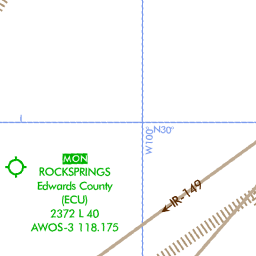 N30°
W100°
MON
ROCKSPRINGS
Edwards County
(ECU)
2372 L 40
AWOS-3 118.175
IR-149